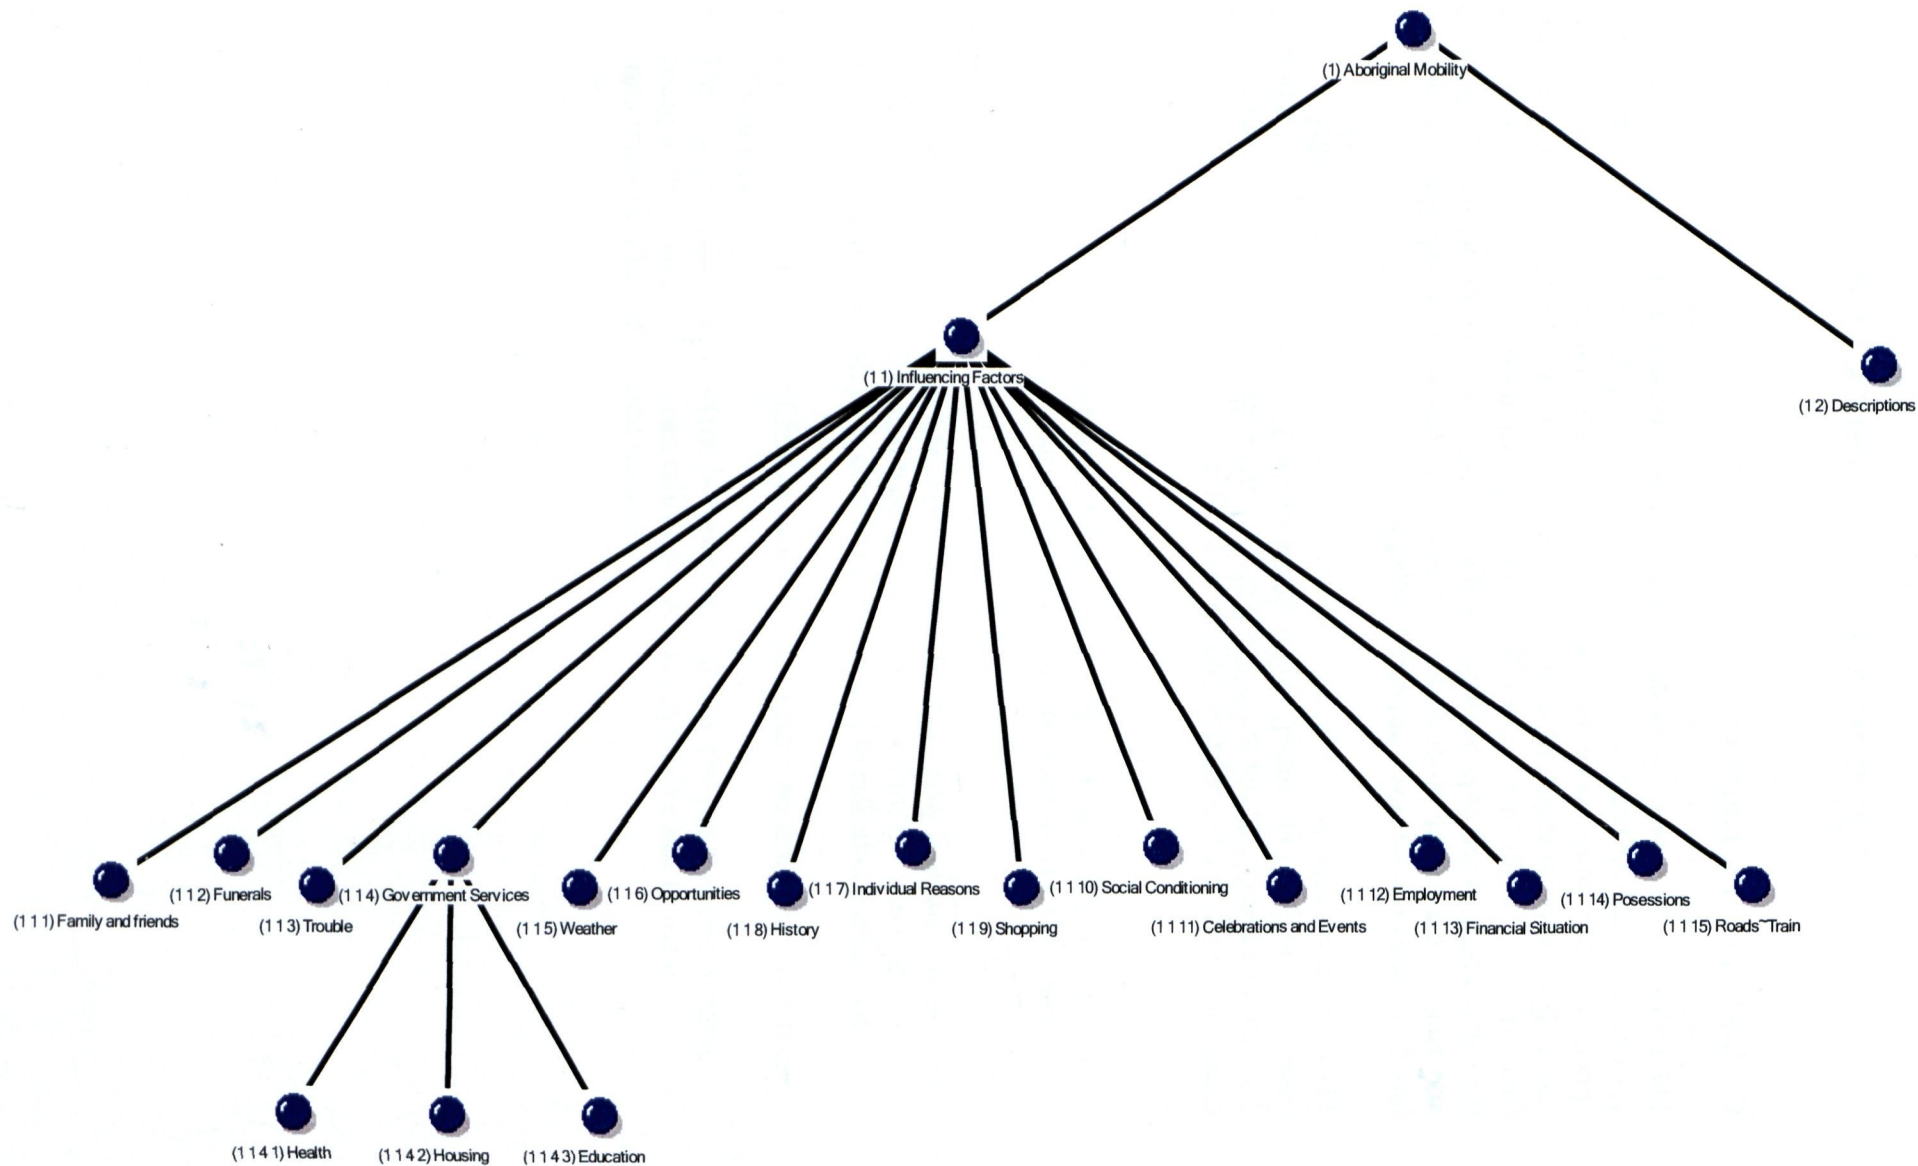 (1) Aboriginal Mobility
(1 1) Influencing Factors
(1 2) Descriptions
(1 1 1) Family and friends
(1 1 2) Funerals
(1 1 3) Trouble
(1 1 4) Government Services
(1 1 5) Weather
(1 1 6) Opportunities
(1 1 8) History
(1 1 7) Individual Reasons
(1 1 9) Shopping
(1 1 10) Social Conditioning
(1 1 11) Celebrations and Events
(1 1 12) Employment
(1 1 13) Financial Situation
(1 1 14) Posessions
(1 1 15) Roads~Train
(1 1 4 1) Health
(1 1 4 2) Housing
(1 1 4 3) Education